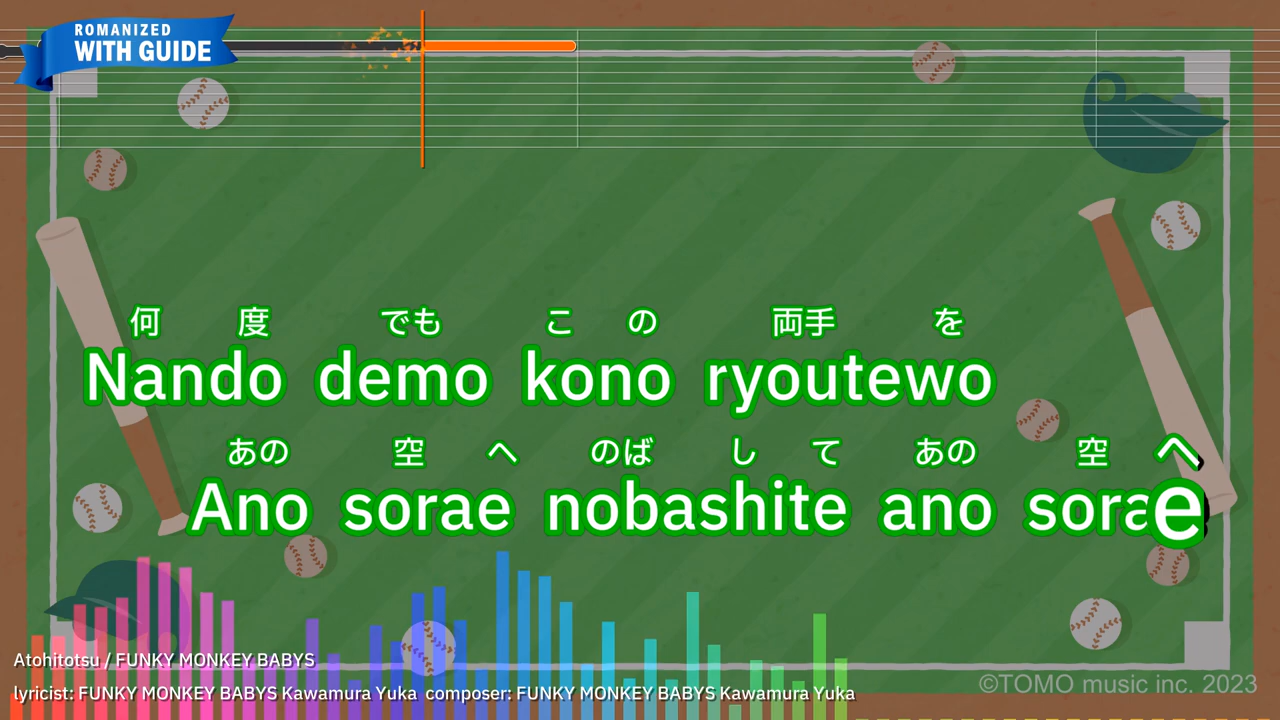 ROMANIZED
WITH GUIDE
何度でもこの両手を
Nando demo kono ryoutewo
あの空へのばしてあの空へ
Ano sorae nobashite ano sorae
Atohitotsu / FUNKY MONKEY BABYS
lyricist: FUNKY MONKEY BABYS Kawamura Yuka composer: FUNKY MONKEY BABYS Kawamura Yuka
©TOMO music inc. 2023